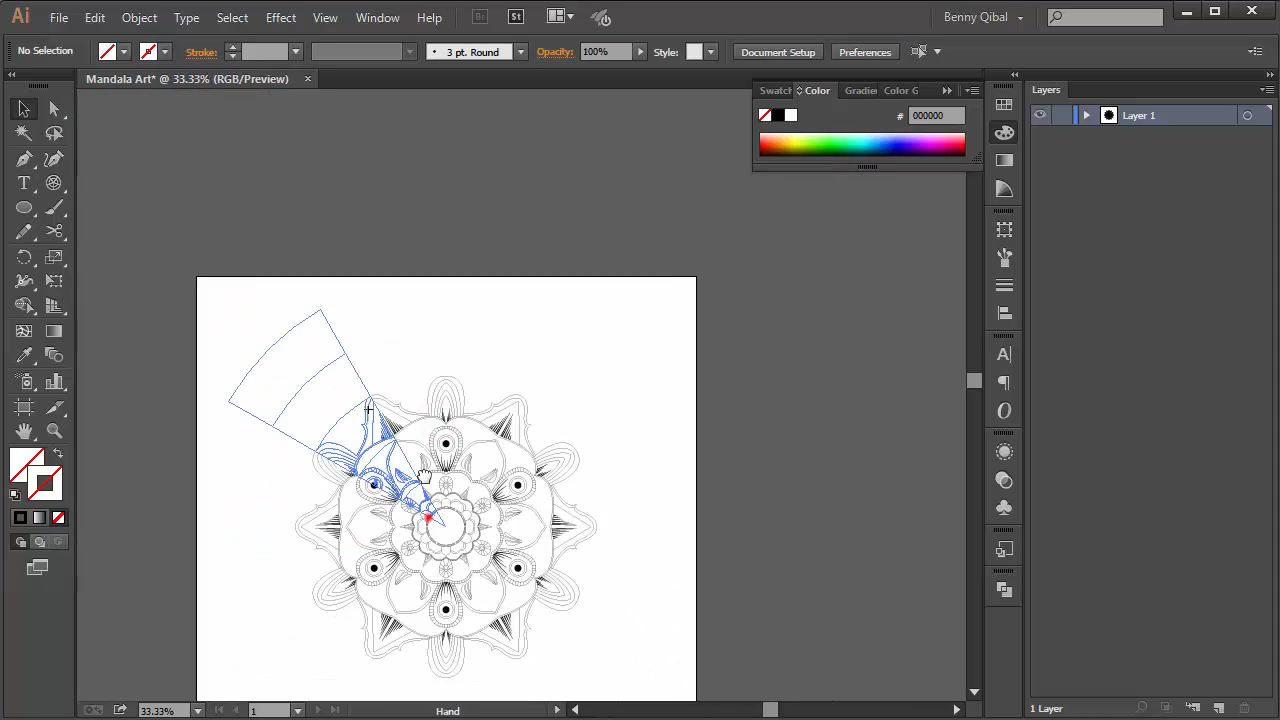 Ai File Edit Object Type Select Effect View Window Help Br St Benny Qibal
No Selection Stroke: 3 pt. Round Opacity: 100% Style: Document Setup Preferences
Mandala Art* @ 33.33% (RGB/Preview) ×
Swatch Color Gradie Color G
# 000000
Layers
Layer 1
33.33% 1 Hand
1 Layer